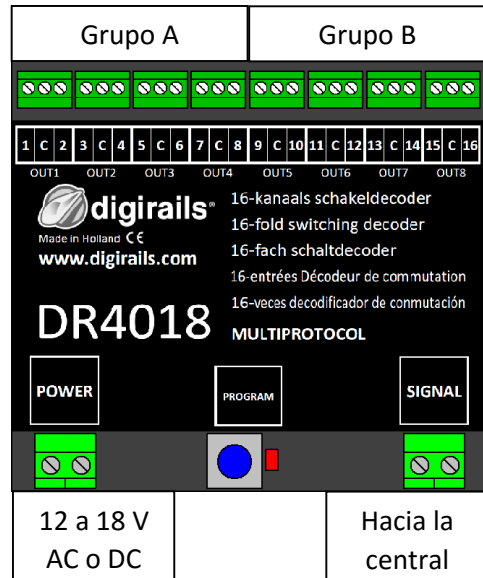 Grupo A Grupo B
1 C 2 3 C 4 5 C 6 7 C 8 9 C 10 11 C 12 13 C 14 15 C 16
OUT1 OUT2 OUT3 OUT4 OUT5 OUT6 OUT7 OUT8
digirails®
Made in Holland CE
www.digirails.com
16-kanaals schakeldecoder
16-fold switching decoder
16-fach schaltdecoder
16-entrées Décodeur de commutation
16-veces decodificador de conmutación
DR4018
MULTIPROTOCOL
POWER
PROGRAM
SIGNAL
12 a 18 V
AC o DC
Hacia la
central